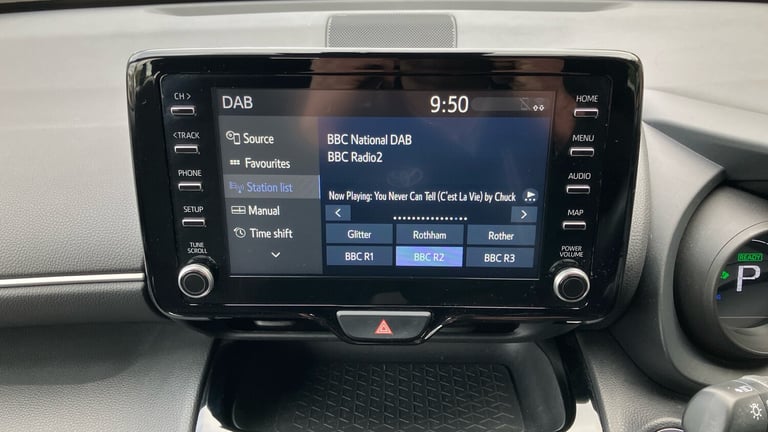 DAB 9:50
CH >
< TRACK
PHONE
SETUP
TUNE
SCROLL
Source
Favourites
Station list
Manual
Time shift
BBC National DAB
BBC Radio2
Now Playing: You Never Can Tell (C'est La Vie) by Chuck
< >
Glitter Rothham Rother
BBC R1 BBC R2 BBC R3
HOME
MENU
AUDIO
MAP
POWER
VOLUME
READY
P